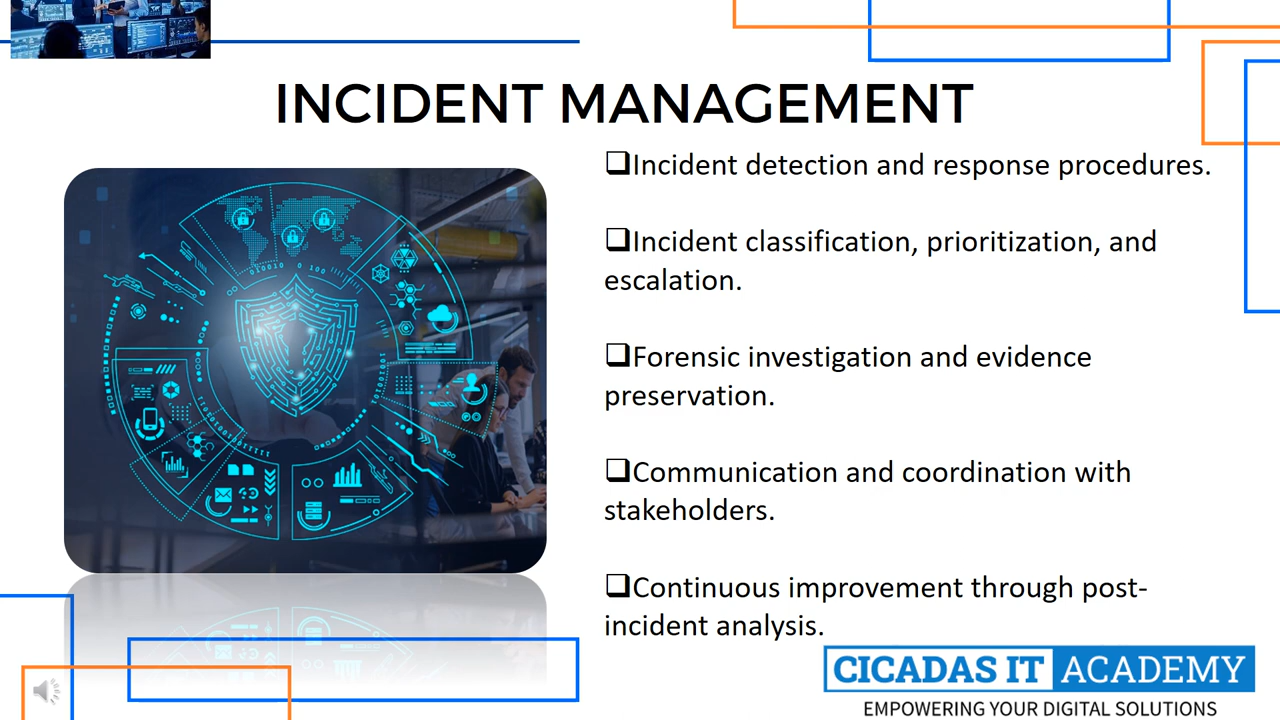 INCIDENT MANAGEMENT
❑Incident detection and response procedures.
❑Incident classification, prioritization, and
escalation.
❑Forensic investigation and evidence
preservation.
❑Communication and coordination with
stakeholders.
❑Continuous improvement through post-
incident analysis.
CICADAS IT ACADEMY
EMPOWERING YOUR DIGITAL SOLUTIONS